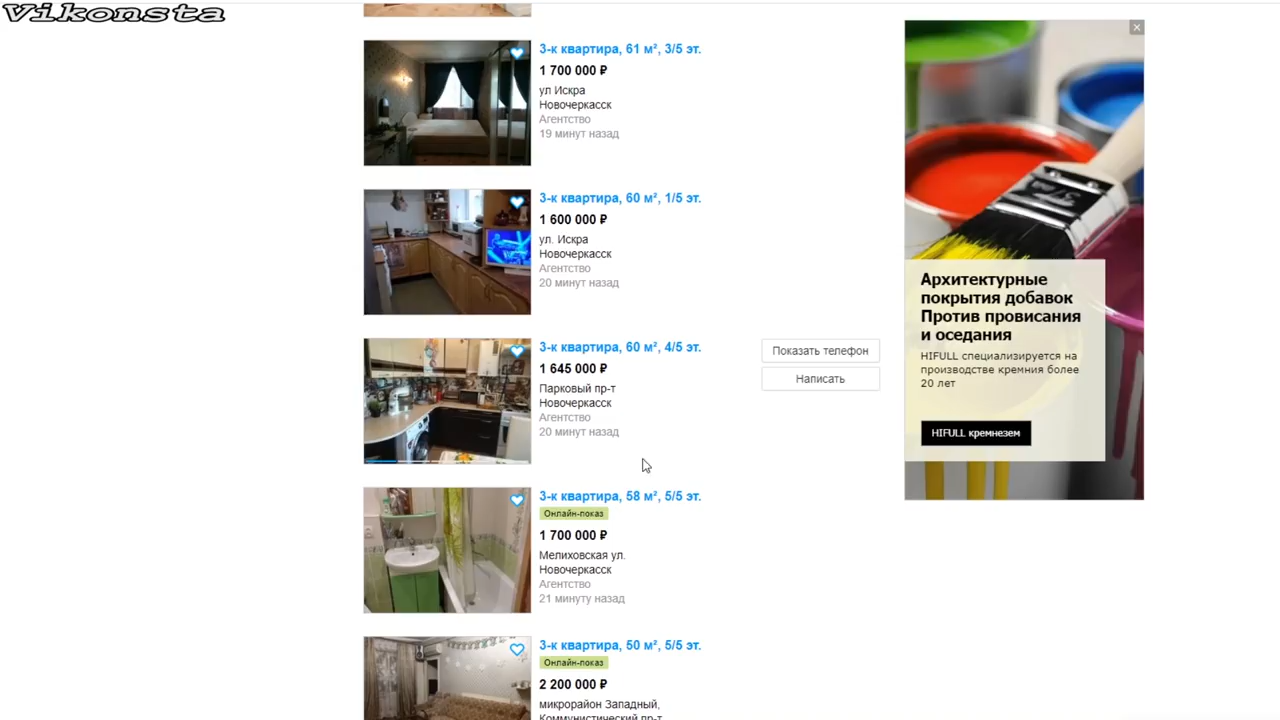 Vikonsta
3-к квартира, 61 м², 3/5 эт.
1 700 000 ₽
ул Искра
Новочеркасск
Агентство
19 минут назад
3-к квартира, 60 м², 1/5 эт.
1 600 000 ₽
ул. Искра
Новочеркасск
Агентство
20 минут назад
3-к квартира, 60 м², 4/5 эт.
1 645 000 ₽
Парковый пр-т
Новочеркасск
Агентство
20 минут назад
Показать телефон
Написать
3-к квартира, 58 м², 5/5 эт.
Онлайн-показ
1 700 000 ₽
Мелиховская ул.
Новочеркасск
Агентство
21 минуту назад
3-к квартира, 50 м², 5/5 эт.
Онлайн-показ
2 200 000 ₽
микрорайон Западный,
Коммунистический пр-т
Архитектурные
покрытия добавок
Против провисания
и оседания
HIFULL специализируется на
производстве кремния более
20 лет
HIFULL кремнезем